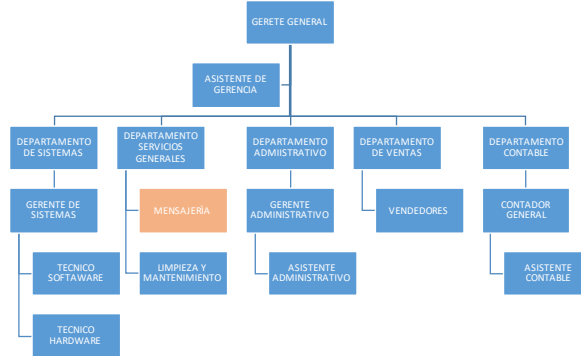 GERETE GENERAL
ASISTENTE DE
GERENCIA
DEPARTAMENTO
DE SISTEMAS
DEPARTAMENTO
SERVICIOS
GENERALES
DEPARTAMENTO
ADMIISTRATIVO
DEPARTAMENTO
DE VENTAS
DEPARTAMENTO
CONTABLE
GERENTE DE
SISTEMAS
MENSAJERÍA
GERENTE
ADMINISTRATIVO
VENDEDORES
CONTADOR
GENERAL
TECNICO
SOFTAWARE
LIMPIEZA Y
MANTENIMIENTO
ASISTENTE
ADMINISTRATIVO
ASISTENTE
CONTABLE
TECNICO
HARDWARE